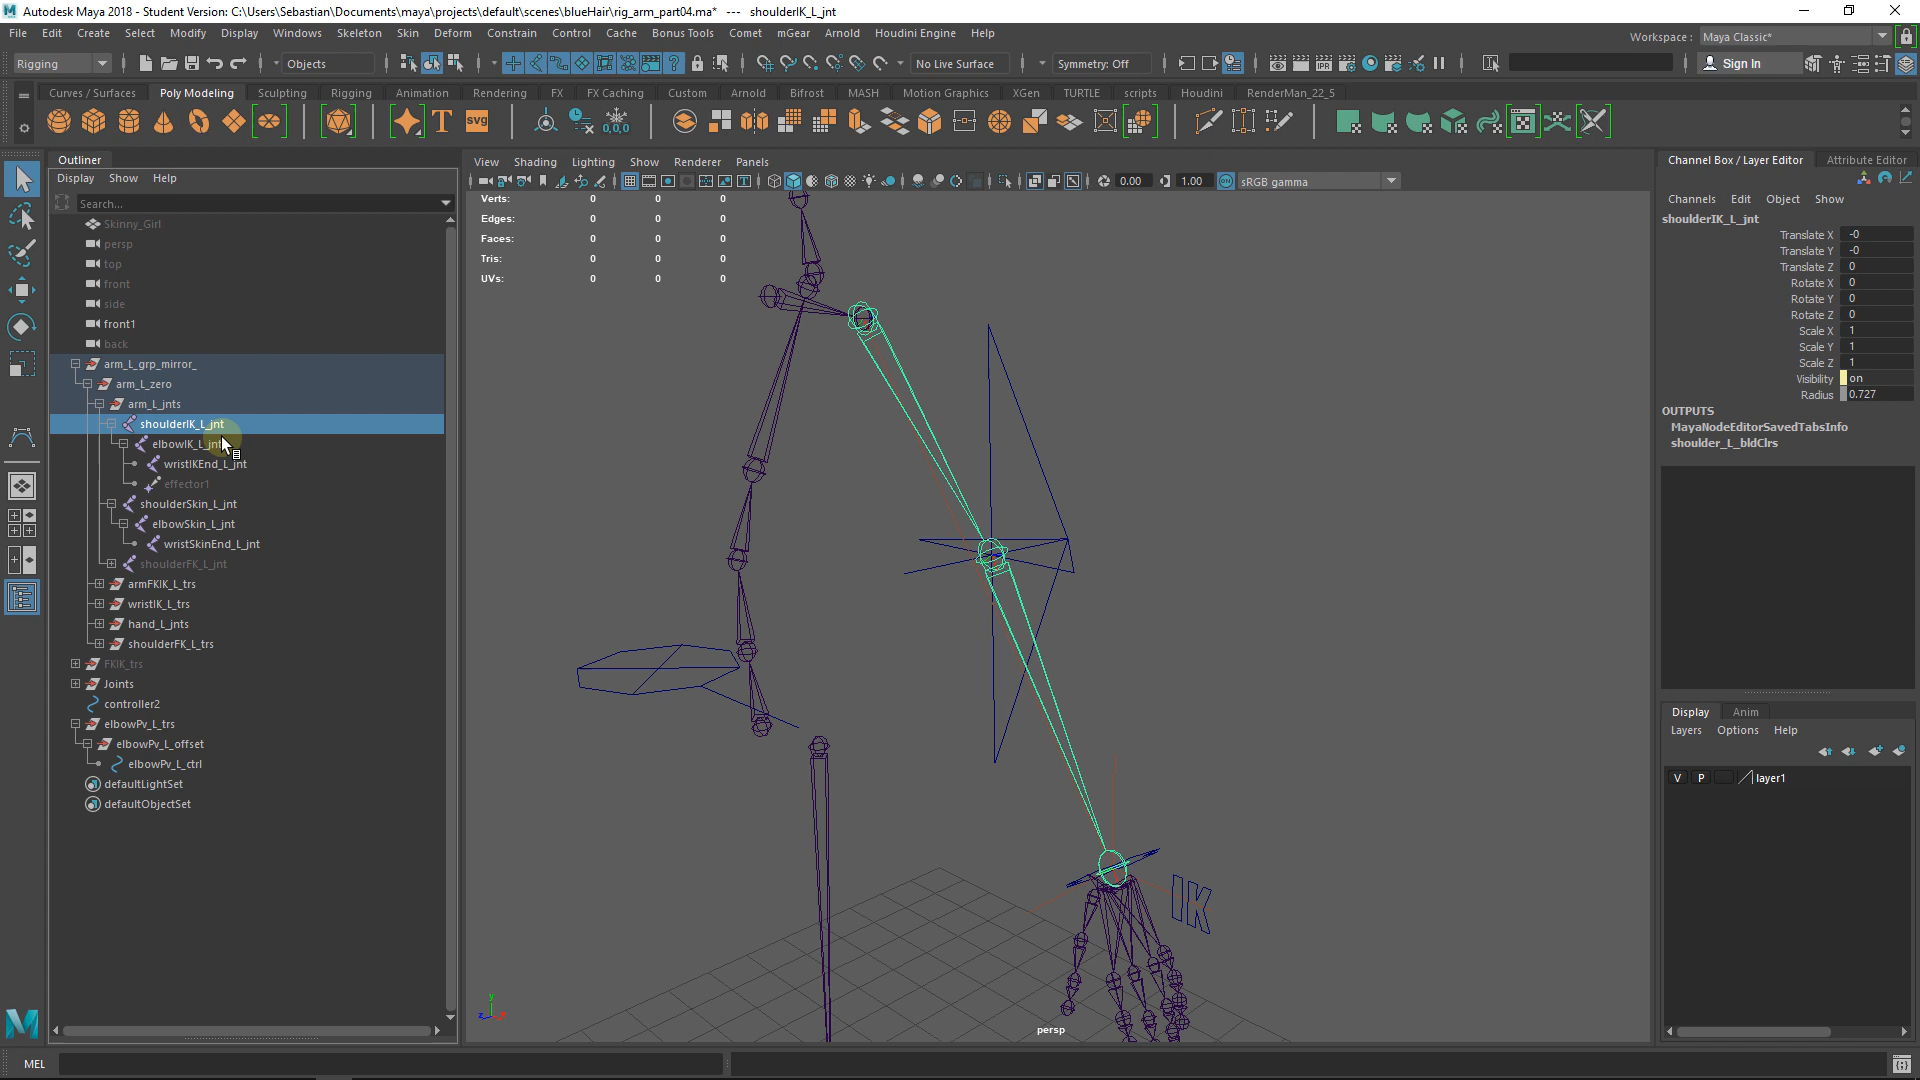 Autodesk Maya 2018 - Student Version: C:\Users\Sebastian\Documents\maya\projects\default\scenes\blueHair\rig_arm_part04.ma* --- shoulderIK_L_jnt
File Edit Create Select Modify Display Windows Skeleton Skin Deform Constrain Control Cache Bonus Tools Comet mGear Arnold Houdini Engine Help
Workspace : Maya Classic*
Rigging Objects No Live Surface Symmetry: Off Sign In
Curves / Surfaces Poly Modeling Sculpting Rigging Animation Rendering FX FX Caching Custom Arnold Bifrost MASH Motion Graphics XGen TURTLE scripts Houdini RenderMan_22_5
T SVG 0,0,0
Outliner
Display Show Help
Search...
Skinny_Girl
persp
top
front
side
front1
back
arm_L_grp_mirror_
arm_L_zero
arm_L_jnts
shoulderIK_L_jnt
elbowIK_L_jnt
wristIKEnd_L_jnt
effector1
shoulderSkin_L_jnt
elbowSkin_L_jnt
wristSkinEnd_L_jnt
shoulderFK_L_jnt
armFKIK_L_trs
wristIK_L_trs
hand_L_jnts
shoulderFK_L_trs
FKIK_trs
Joints
controller2
elbowPv_L_trs
elbowPv_L_offset
elbowPv_L_ctrl
defaultLightSet
defaultObjectSet
View Shading Lighting Show Renderer Panels
0.00 1.00 sRGB gamma
Verts: 0 0 0
Edges: 0 0 0
Faces: 0 0 0
Tris: 0 0 0
UVs: 0 0 0
IK
y
z x
persp
Channel Box / Layer Editor Attribute Editor
Channels Edit Object Show
shoulderIK_L_jnt
Translate X -0
Translate Y -0
Translate Z 0
Rotate X 0
Rotate Y 0
Rotate Z 0
Scale X 1
Scale Y 1
Scale Z 1
Visibility on
Radius 0.727
OUTPUTS
MayaNodeEditorSavedTabsInfo
shoulder_L_bldClrs
Display Anim
Layers Options Help
V P layer1
MEL